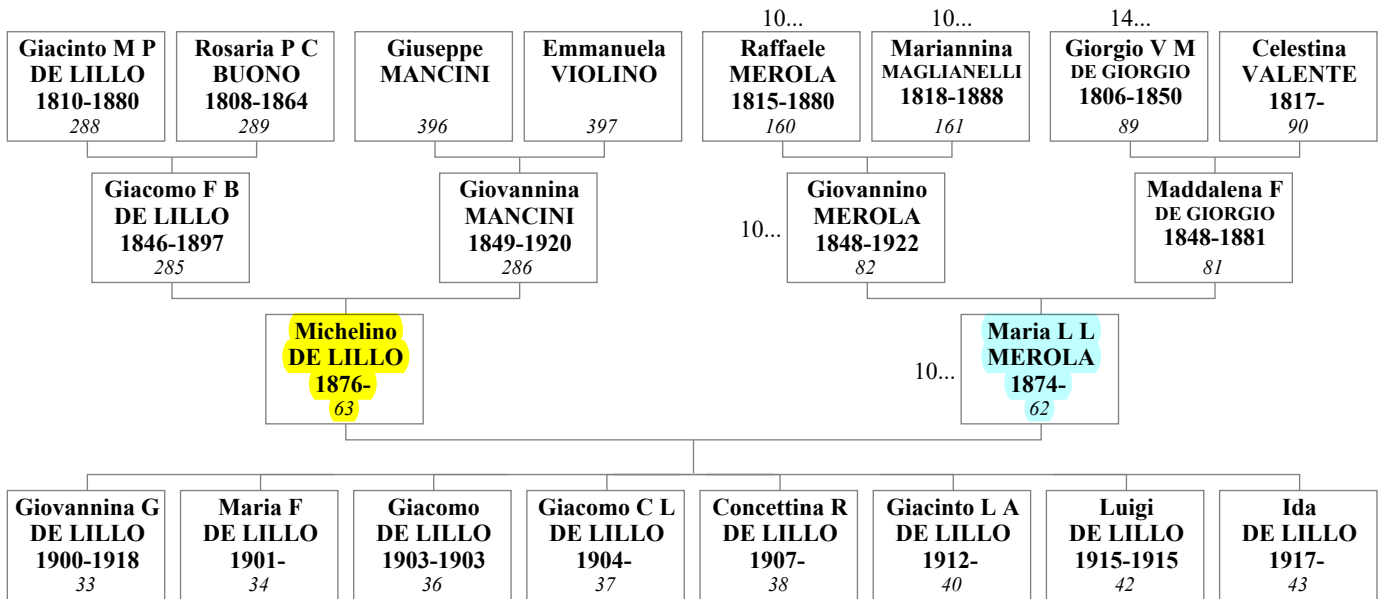 10...
10...
14...
Giacinto M P
DE LILLO
1810-1880
288
Rosaria P C
BUONO
1808-1864
289
Giuseppe
MANCINI
396
Emmanuela
VIOLINO
397
Raffaele
MEROLA
1815-1880
160
Mariannina
MAGLIANELLI
1818-1888
161
Giorgio V M
DE GIORGIO
1806-1850
89
Celestina
VALENTE
1817-
90
Giacomo F B
DE LILLO
1846-1897
285
Giovannina
MANCINI
1849-1920
286
10...
Giovannino
MEROLA
1848-1922
82
Maddalena F
DE GIORGIO
1848-1881
81
Michelino
DE LILLO
1876-
63
10...
Maria L L
MEROLA
1874-
62
Giovannina G
DE LILLO
1900-1918
33
Maria F
DE LILLO
1901-
34
Giacomo
DE LILLO
1903-1903
36
Giacomo C L
DE LILLO
1904-
37
Concettina R
DE LILLO
1907-
38
Giacinto L A
DE LILLO
1912-
40
Luigi
DE LILLO
1915-1915
42
Ida
DE LILLO
1917-
43